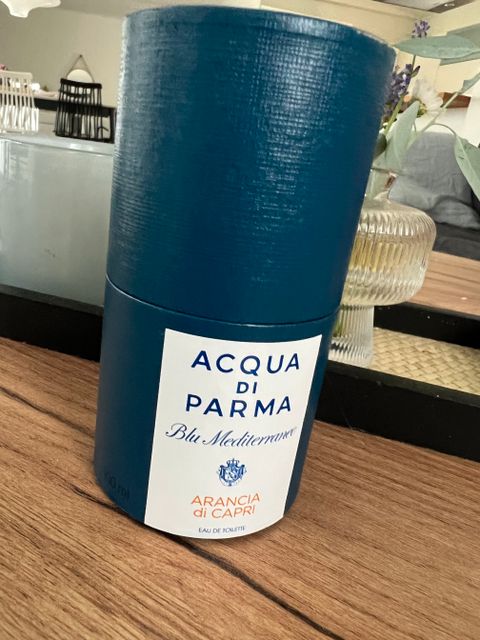 ACQUA
DI
PARMA
Blu Mediterraneo
ARANCIA
di CAPRI
EAU DE TOILETTE